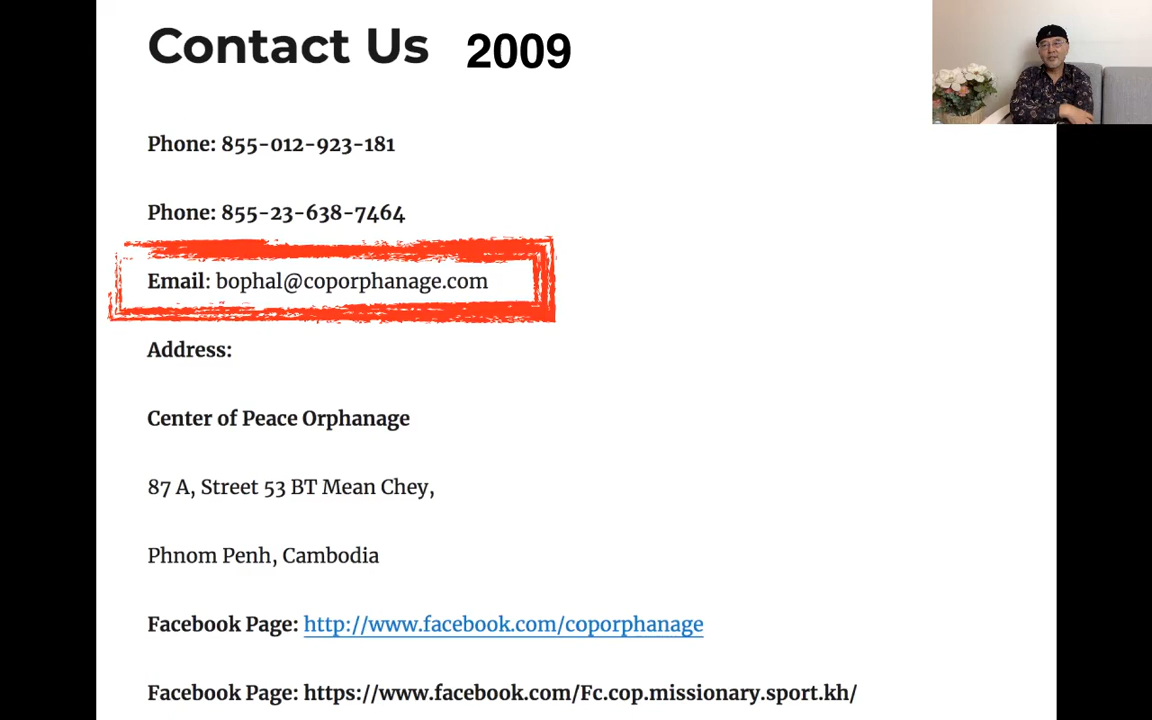 Contact Us 2009
Phone: 855-012-923-181
Phone: 855-23-638-7464
Email: bophal@coporphanage.com
Address:
Center of Peace Orphanage
87 A, Street 53 BT Mean Chey,
Phnom Penh, Cambodia
Facebook Page: http://www.facebook.com/coporphanage
Facebook Page: https://www.facebook.com/Fc.cop.missionary.sport.kh/